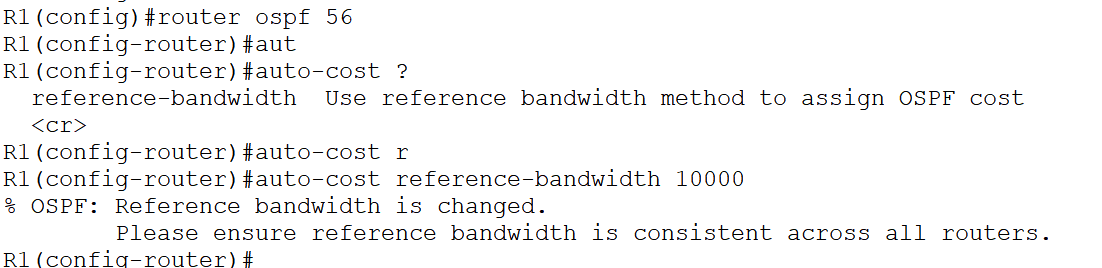 R1(config)#router ospf 56
R1(config-router)#aut
R1(config-router)#auto-cost ?
  reference-bandwidth  Use reference bandwidth method to assign OSPF cost
  <cr>
R1(config-router)#auto-cost r
R1(config-router)#auto-cost reference-bandwidth 10000
% OSPF: Reference bandwidth is changed.
        Please ensure reference bandwidth is consistent across all routers.
R1(config-router)#